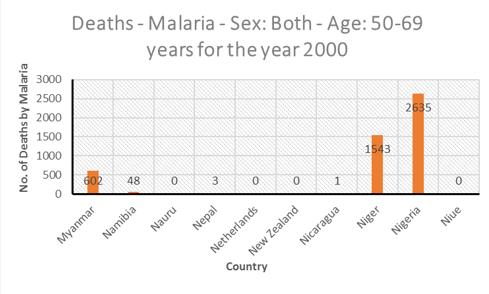 Deaths - Malaria - Sex: Both - Age: 50-69
years for the year 2000
No. of Deaths by Malaria
3000
2500
2000
1500
1000
500
0
602
48
0
3
0
0
1
1543
2635
0
Myanmar
Namibia
Nauru
Nepal
Netherlands
New Zealand
Nicaragua
Niger
Nigeria
Niue
Country